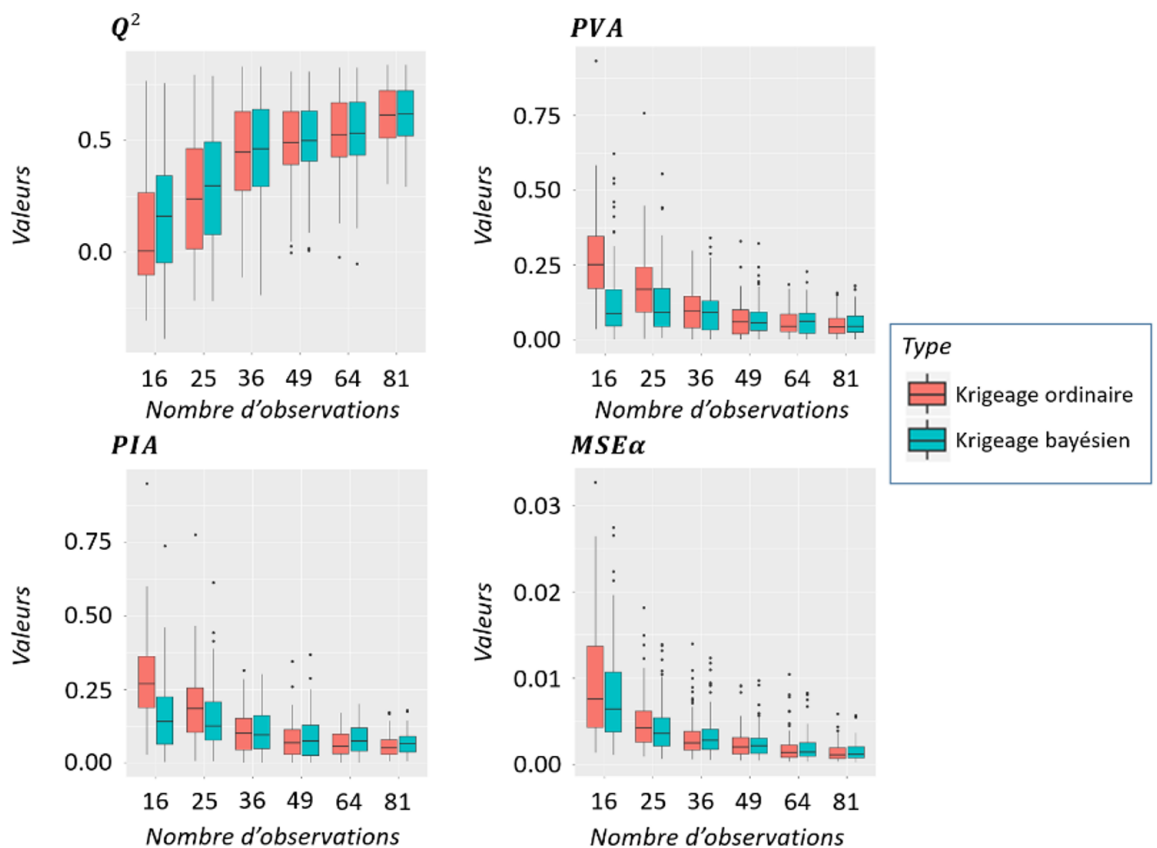 Q²
Valeurs
0.5
0.0
16 25 36 49 64 81
Nombre d'observations
PVA
Valeurs
0.75
0.50
0.25
0.00
16 25 36 49 64 81
Nombre d'observations
PIA
Valeurs
0.75
0.50
0.25
0.00
16 25 36 49 64 81
Nombre d'observations
MSEα
Valeurs
0.03
0.02
0.01
0.00
16 25 36 49 64 81
Nombre d'observations
Type
Krigeage ordinaire
Krigeage bayésien